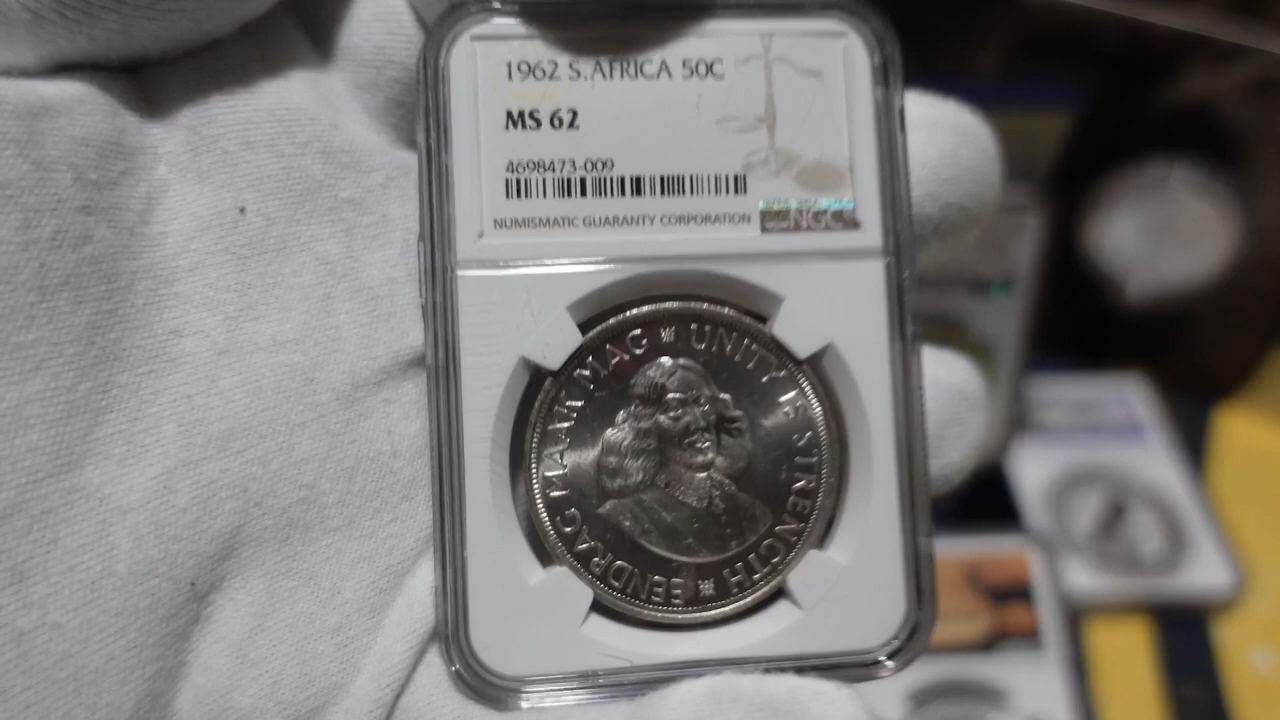 1962 S.AFRICA 50C
MS 62
4698473-009
NUMISMATIC GUARANTY CORPORATION
NGC
EENDRAG MAAK MAG * UNITY IS STRENGTH *